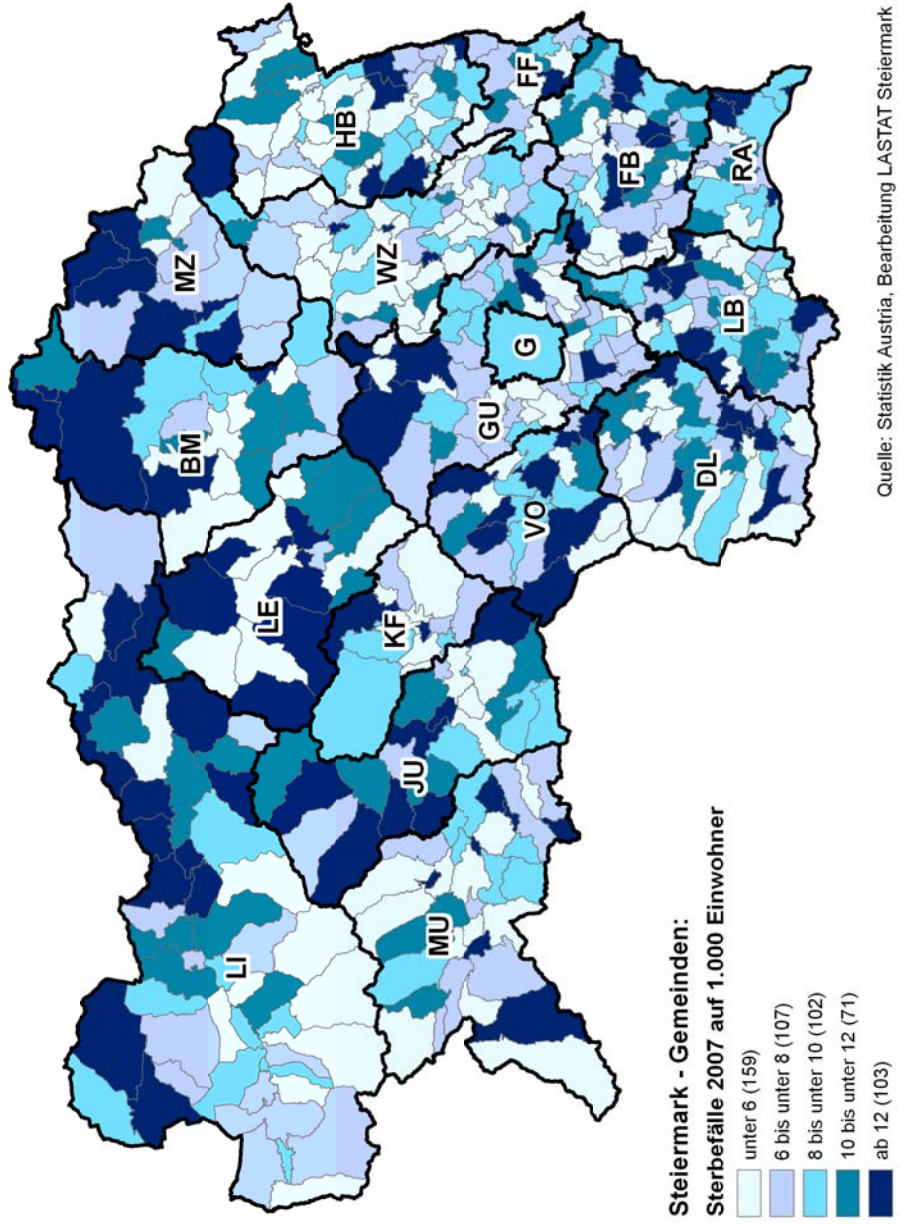 Steiermark - Gemeinden:
Sterbefälle 2007 auf 1.000 Einwohner
unter 6 (159)
6 bis unter 8 (107)
8 bis unter 10 (102)
10 bis unter 12 (71)
ab 12 (103)
LI
MU
JU
LE
KF
BM
VO
GU
DL
G
MZ
WZ
LB
HB
FB
RA
FF
Quelle: Statistik Austria, Bearbeitung LASTAT Steiermark